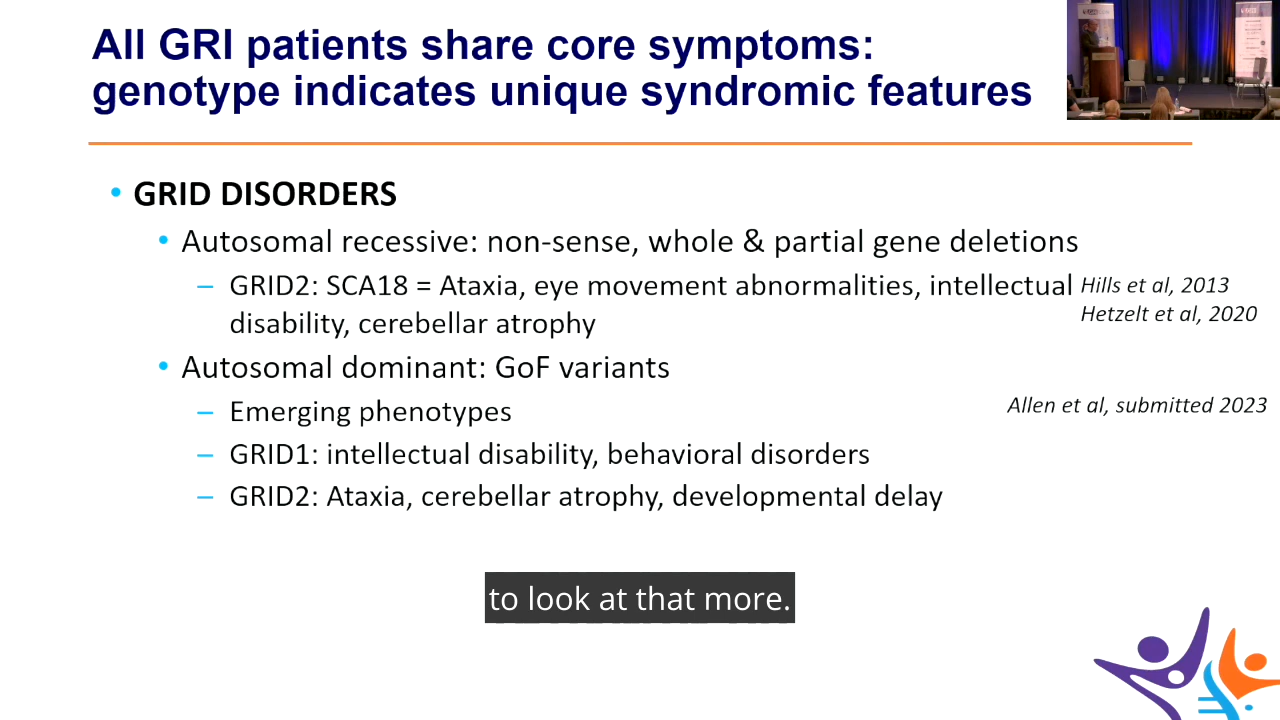 All GRI patients share core symptoms:
genotype indicates unique syndromic features
• GRID DISORDERS
• Autosomal recessive: non-sense, whole & partial gene deletions
– GRID2: SCA18 = Ataxia, eye movement abnormalities, intellectual
disability, cerebellar atrophy
Hills et al, 2013
Hetzelt et al, 2020
• Autosomal dominant: GoF variants
– Emerging phenotypes
Allen et al, submitted 2023
– GRID1: intellectual disability, behavioral disorders
– GRID2: Ataxia, cerebellar atrophy, developmental delay
to look at that more.